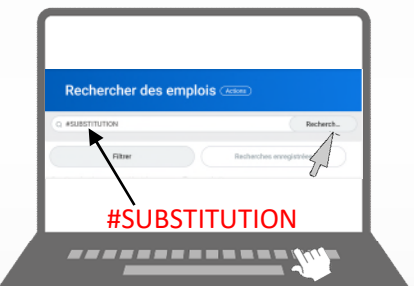 Rechercher des emplois Actions
#SUBSTITUTION Recherch...
Filtrer Recherches enregistrées
#SUBSTITUTION